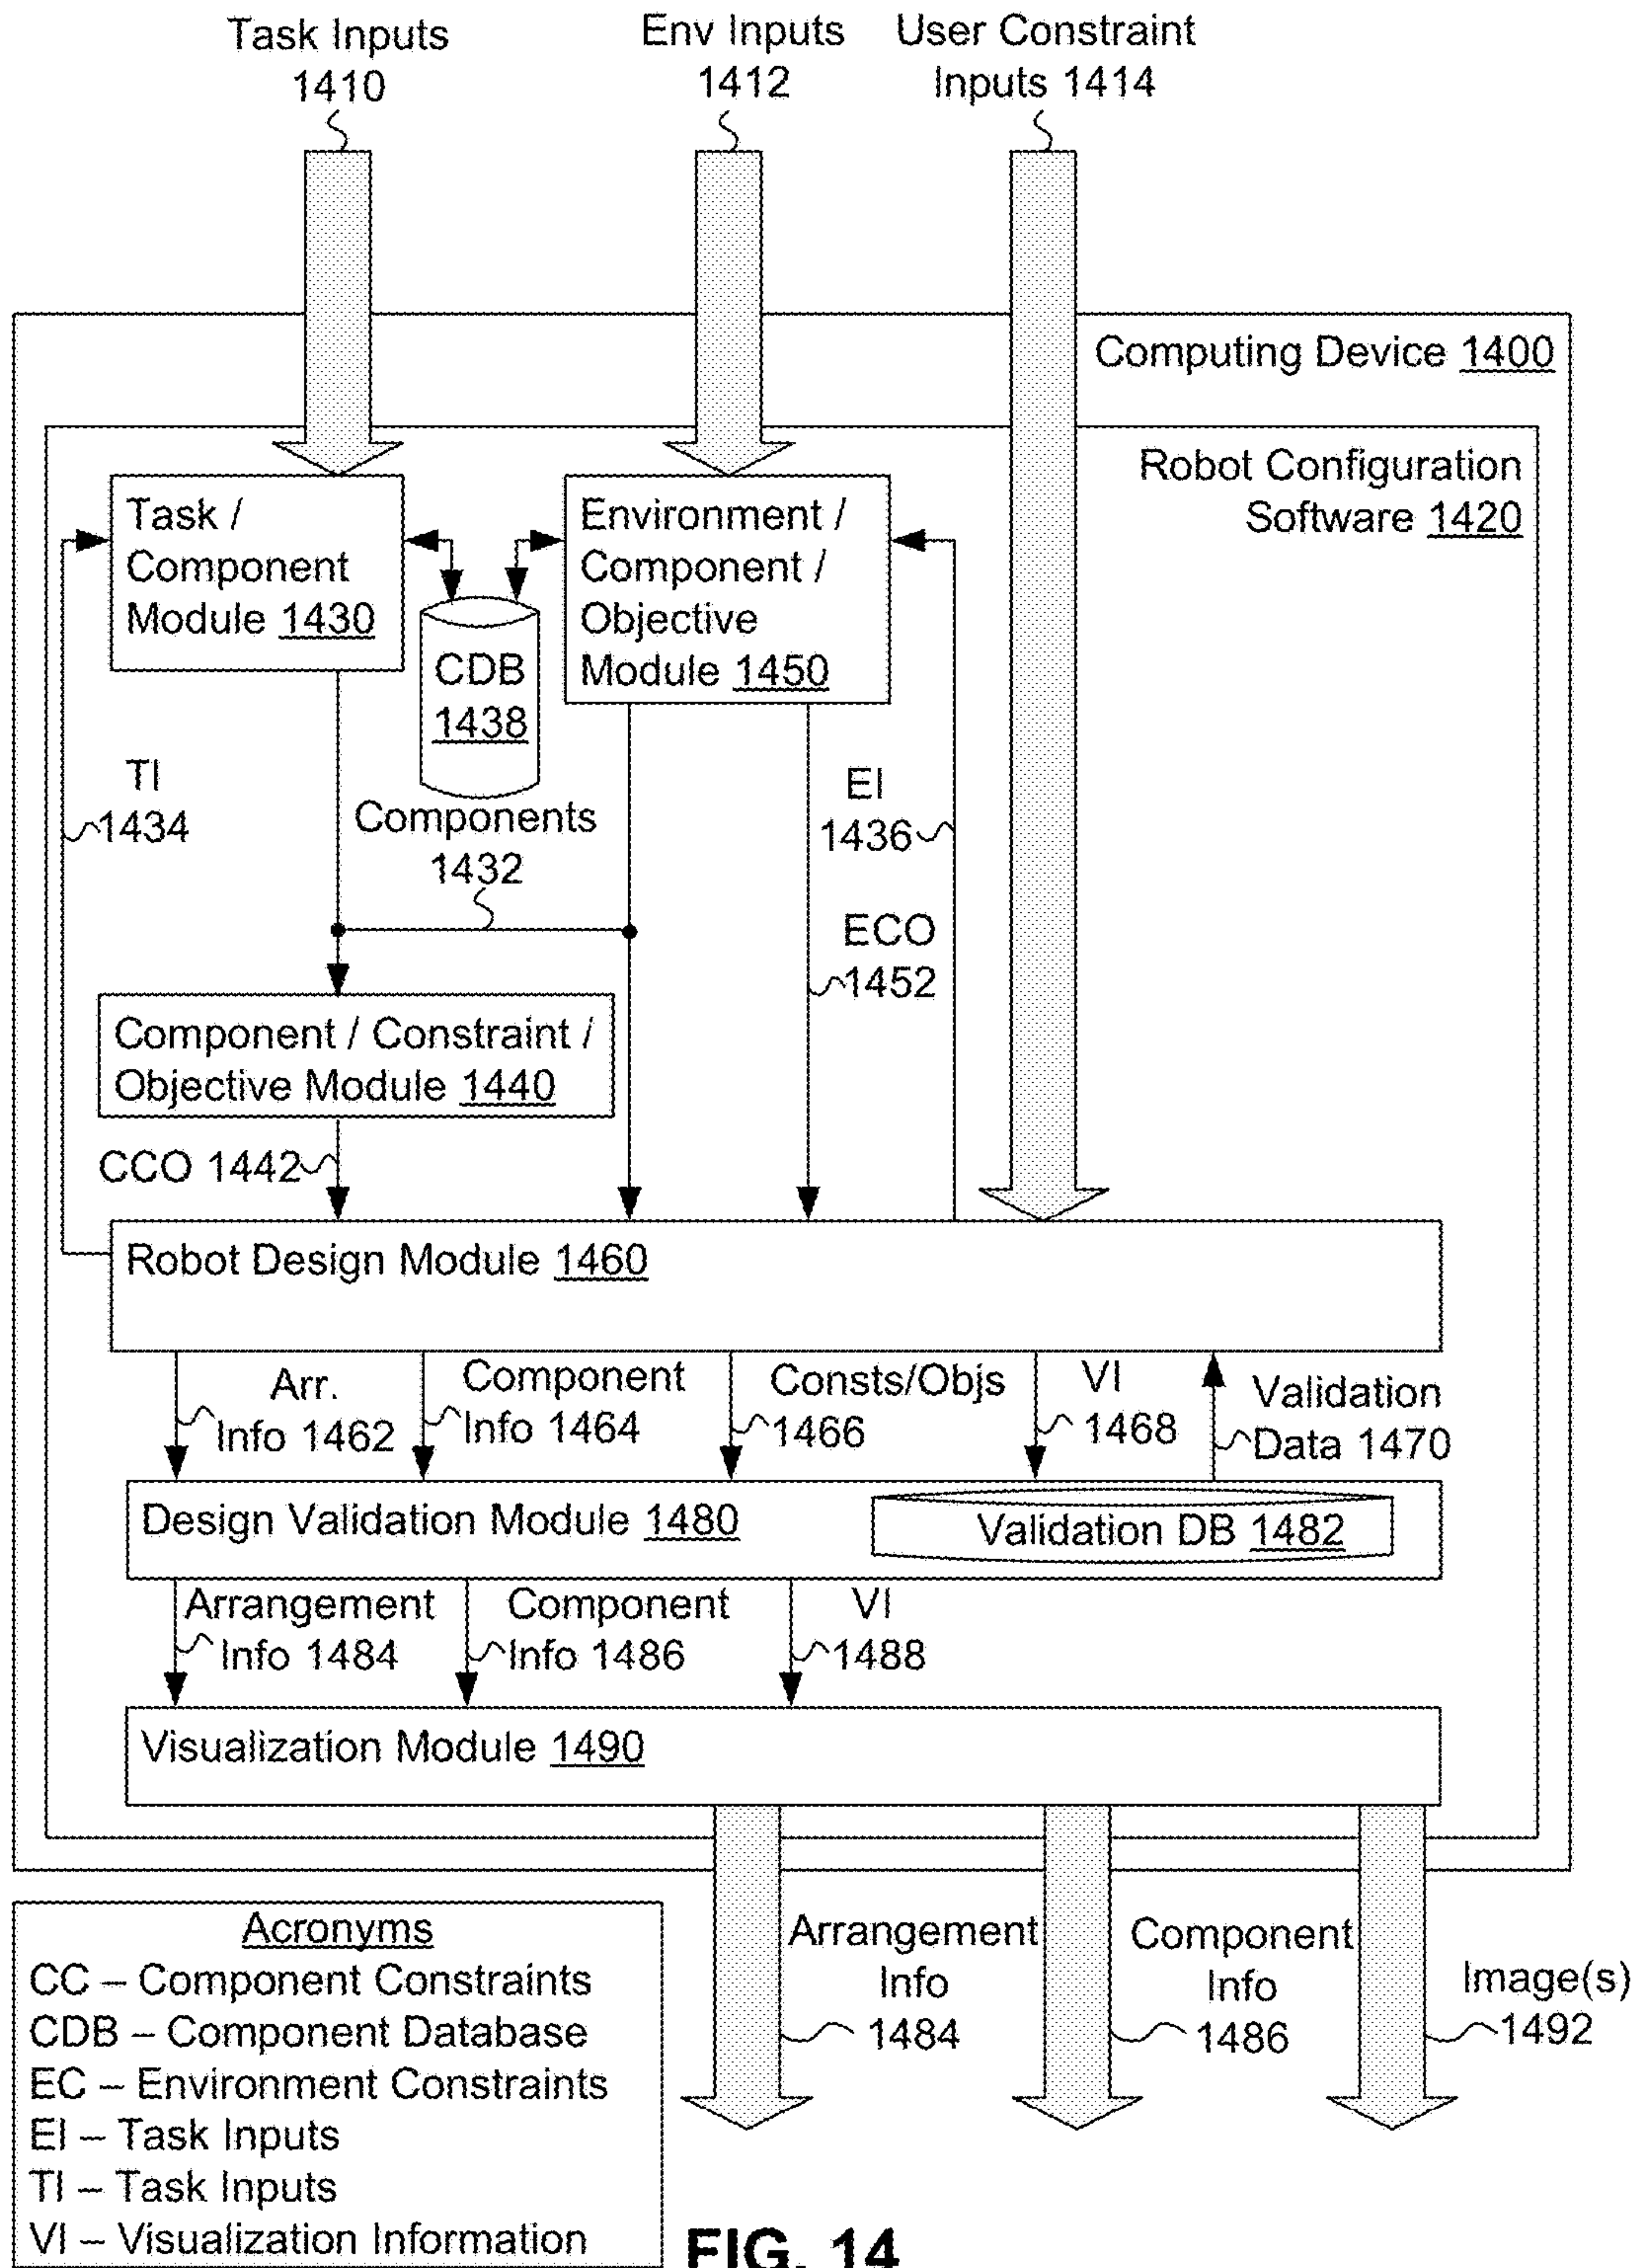 Task Inputs
1410
Env Inputs
1412
User Constraint
Inputs 1414
Computing Device 1400
Robot Configuration
Software 1420
Task /
Component
Module 1430
CDB
1438
Environment /
Component /
Objective
Module 1450
TI
1434
Components
1432
EI
1436
ECO
1452
Component / Constraint /
Objective Module 1440
CCO 1442
Robot Design Module 1460
Arr.
Info 1462
Component
Info 1464
Consts/Objs
1466
VI
1468
Validation
Data 1470
Design Validation Module 1480
Validation DB 1482
Arrangement
Info 1484
Component
Info 1486
VI
1488
Visualization Module 1490
Arrangement
Info
1484
Component
Info
1486
Image(s)
1492
Acronyms
CC – Component Constraints
CDB – Component Database
EC – Environment Constraints
EI – Task Inputs
TI – Task Inputs
VI – Visualization Information
FIG. 14